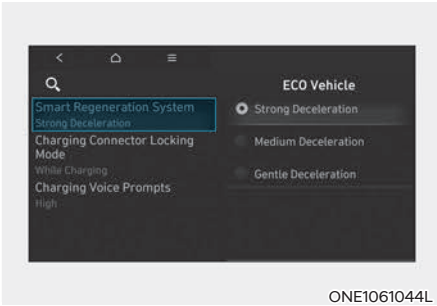 ECO Vehicle
Smart Regeneration System
Strong Deceleration
Charging Connector Locking
Mode
While Charging
Charging Voice Prompts
High
Strong Deceleration
Medium Deceleration
Gentle Deceleration
ONE1061044L